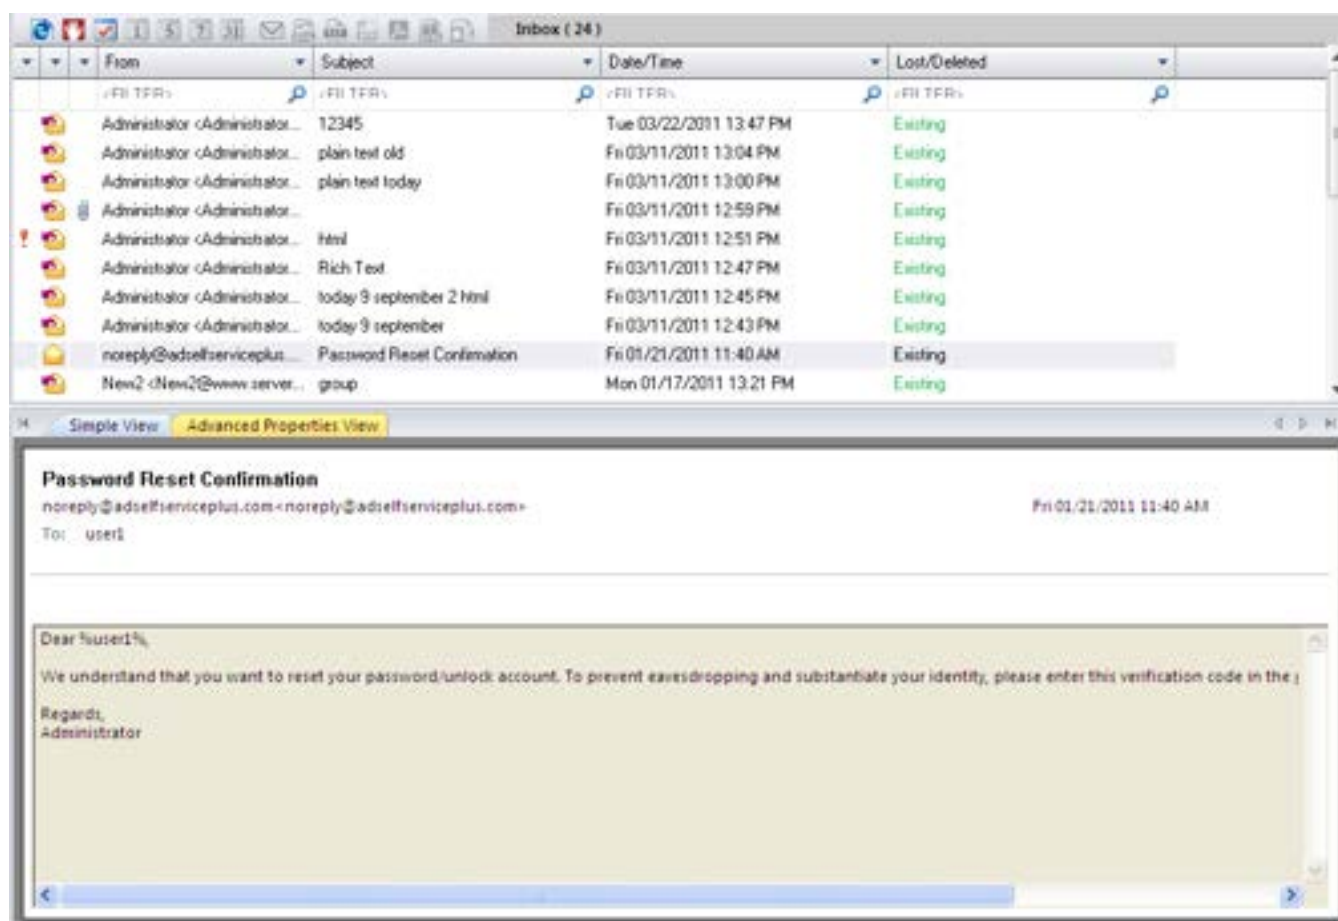 Inbox ( 24 )
From Subject Date/Time Lost/Deleted
<FILTER> <FILTER> <FILTER> <FILTER>
Administrator <Administrator... 12345 Tue 03/22/2011 13:47 PM Existing
Administrator <Administrator... plain text old Fri 03/11/2011 13:04 PM Existing
Administrator <Administrator... plain text today Fri 03/11/2011 13:00 PM Existing
Administrator <Administrator... Fri 03/11/2011 12:59 PM Existing
Administrator <Administrator... html Fri 03/11/2011 12:51 PM Existing
Administrator <Administrator... Rich Text Fri 03/11/2011 12:47 PM Existing
Administrator <Administrator... today 9 september 2 html Fri 03/11/2011 12:45 PM Existing
Administrator <Administrator... today 9 september Fri 03/11/2011 12:43 PM Existing
noreply@adselfserviceplus.... Password Reset Confirmation Fri 01/21/2011 11:40 AM Existing
New2 <New2@www.server... group Mon 01/17/2011 13:21 PM Existing
Simple View Advanced Properties View
Password Reset Confirmation
noreply@adselfserviceplus.com<noreply@adselfserviceplus.com> Fri 01/21/2011 11:40 AM
To: user1
Dear %user1%,
We understand that you want to reset your password/unlock account. To prevent eavesdropping and substantiate your identity, please enter this verification code in the
Regards,
Administrator